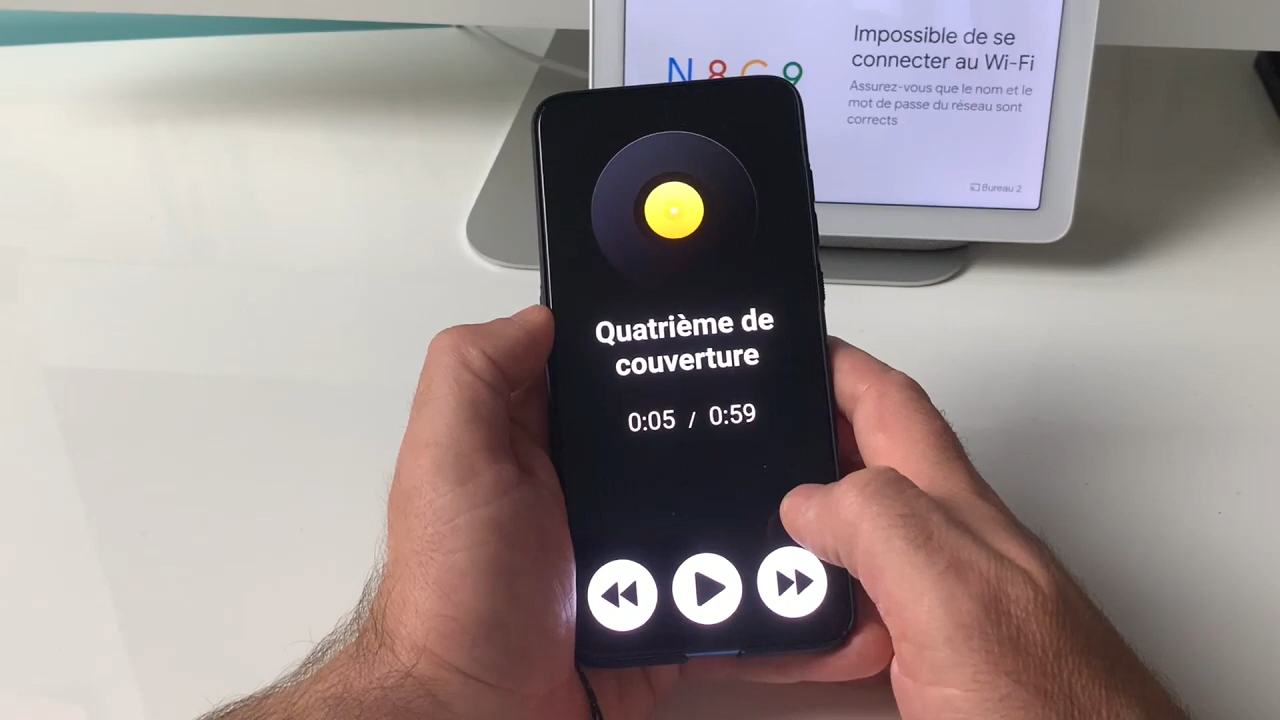 Impossible de se
connecter au Wi-Fi
Assurez-vous que le nom et le
mot de passe du réseau sont
corrects
N8G9
Bureau 2
Quatrième de
couverture
0:05 / 0:59